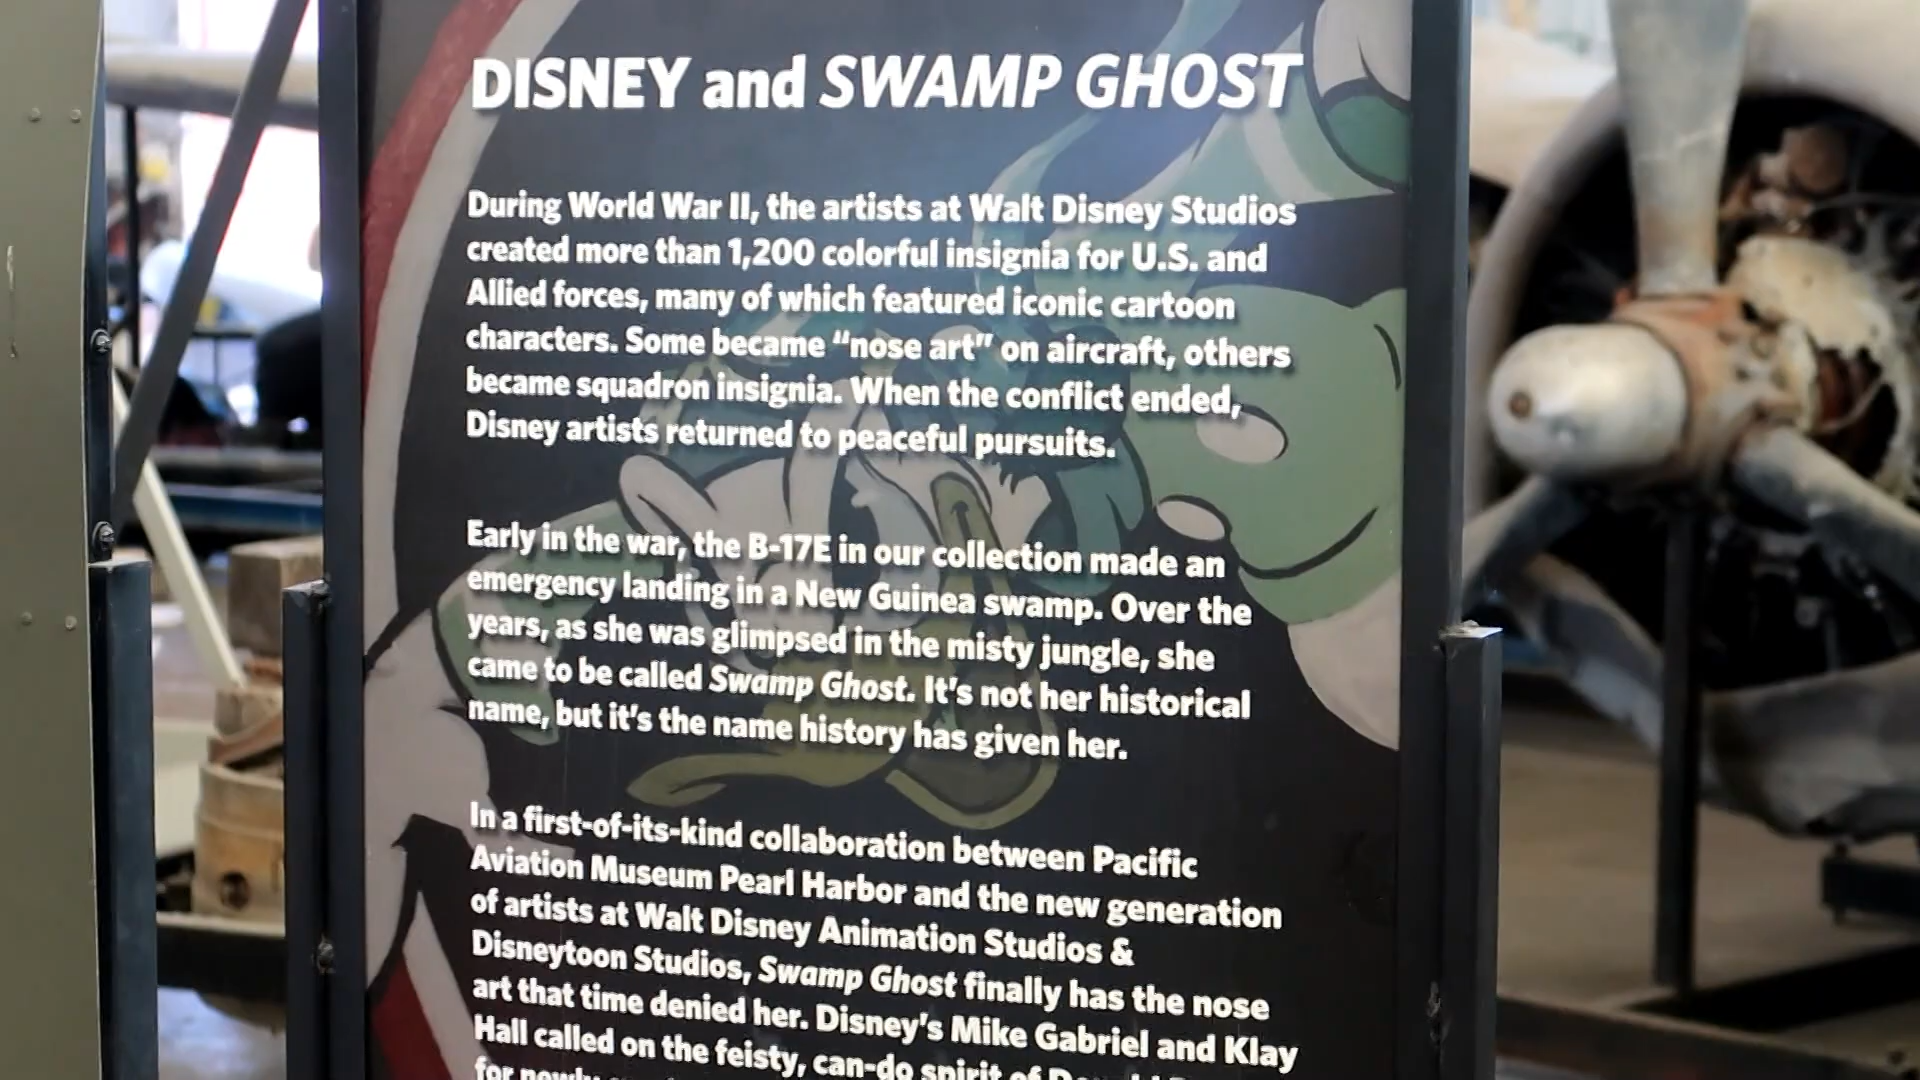 DISNEY and SWAMP GHOST
During World War II, the artists at Walt Disney Studios
created more than 1,200 colorful insignia for U.S. and
Allied forces, many of which featured iconic cartoon
characters. Some became “nose art” on aircraft, others
became squadron insignia. When the conflict ended,
Disney artists returned to peaceful pursuits.
Early in the war, the B-17E in our collection made an
emergency landing in a New Guinea swamp. Over the
years, as she was glimpsed in the misty jungle, she
came to be called Swamp Ghost. It’s not her historical
name, but it’s the name history has given her.
In a first-of-its-kind collaboration between Pacific
Aviation Museum Pearl Harbor and the new generation
of artists at Walt Disney Animation Studios &
Disneytoon Studios, Swamp Ghost finally has the nose
art that time denied her. Disney’s Mike Gabriel and Klay
Hall called on the feisty, can-do spirit of
for